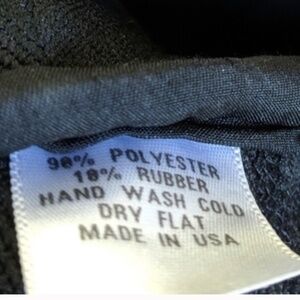 90% POLYESTER
10% RUBBER
HAND WASH COLD
DRY FLAT
MADE IN USA